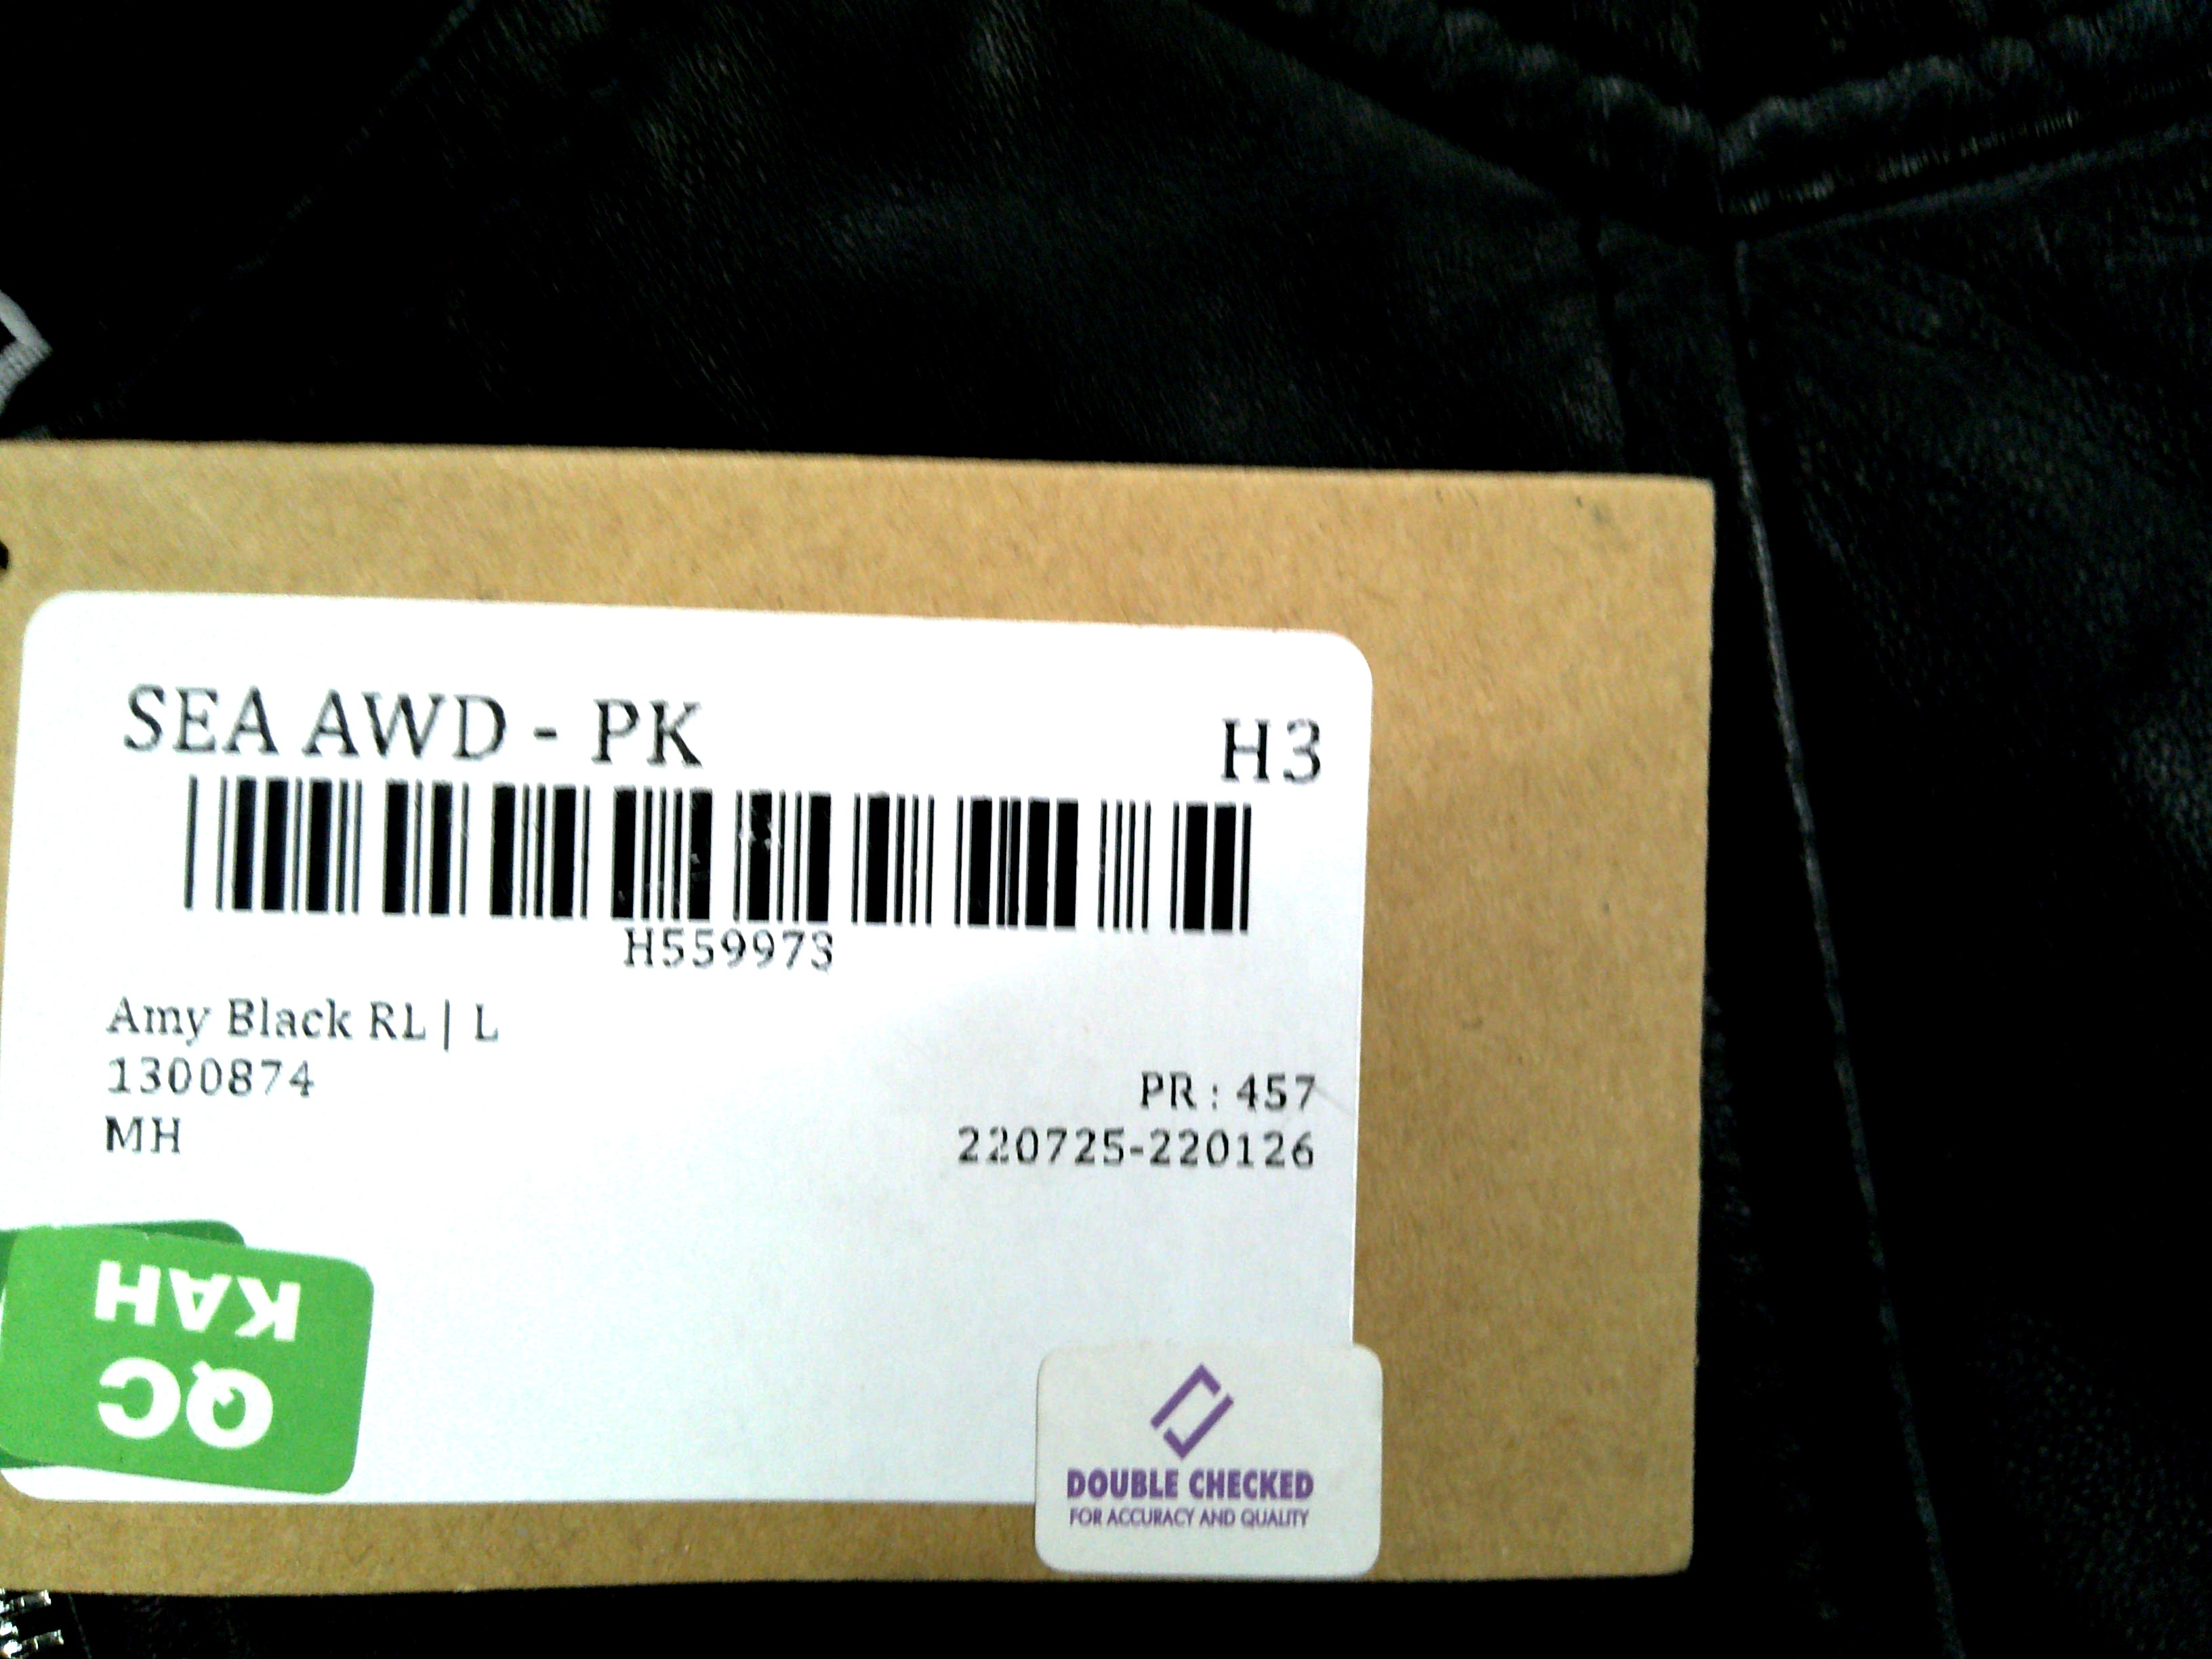 SEA AWD - PK
H3
H559973
Amy Black RL | L
1300874
MH
PR : 457
220725-220126
QC
KAH
DOUBLE CHECKED
FOR ACCURACY AND QUALITY